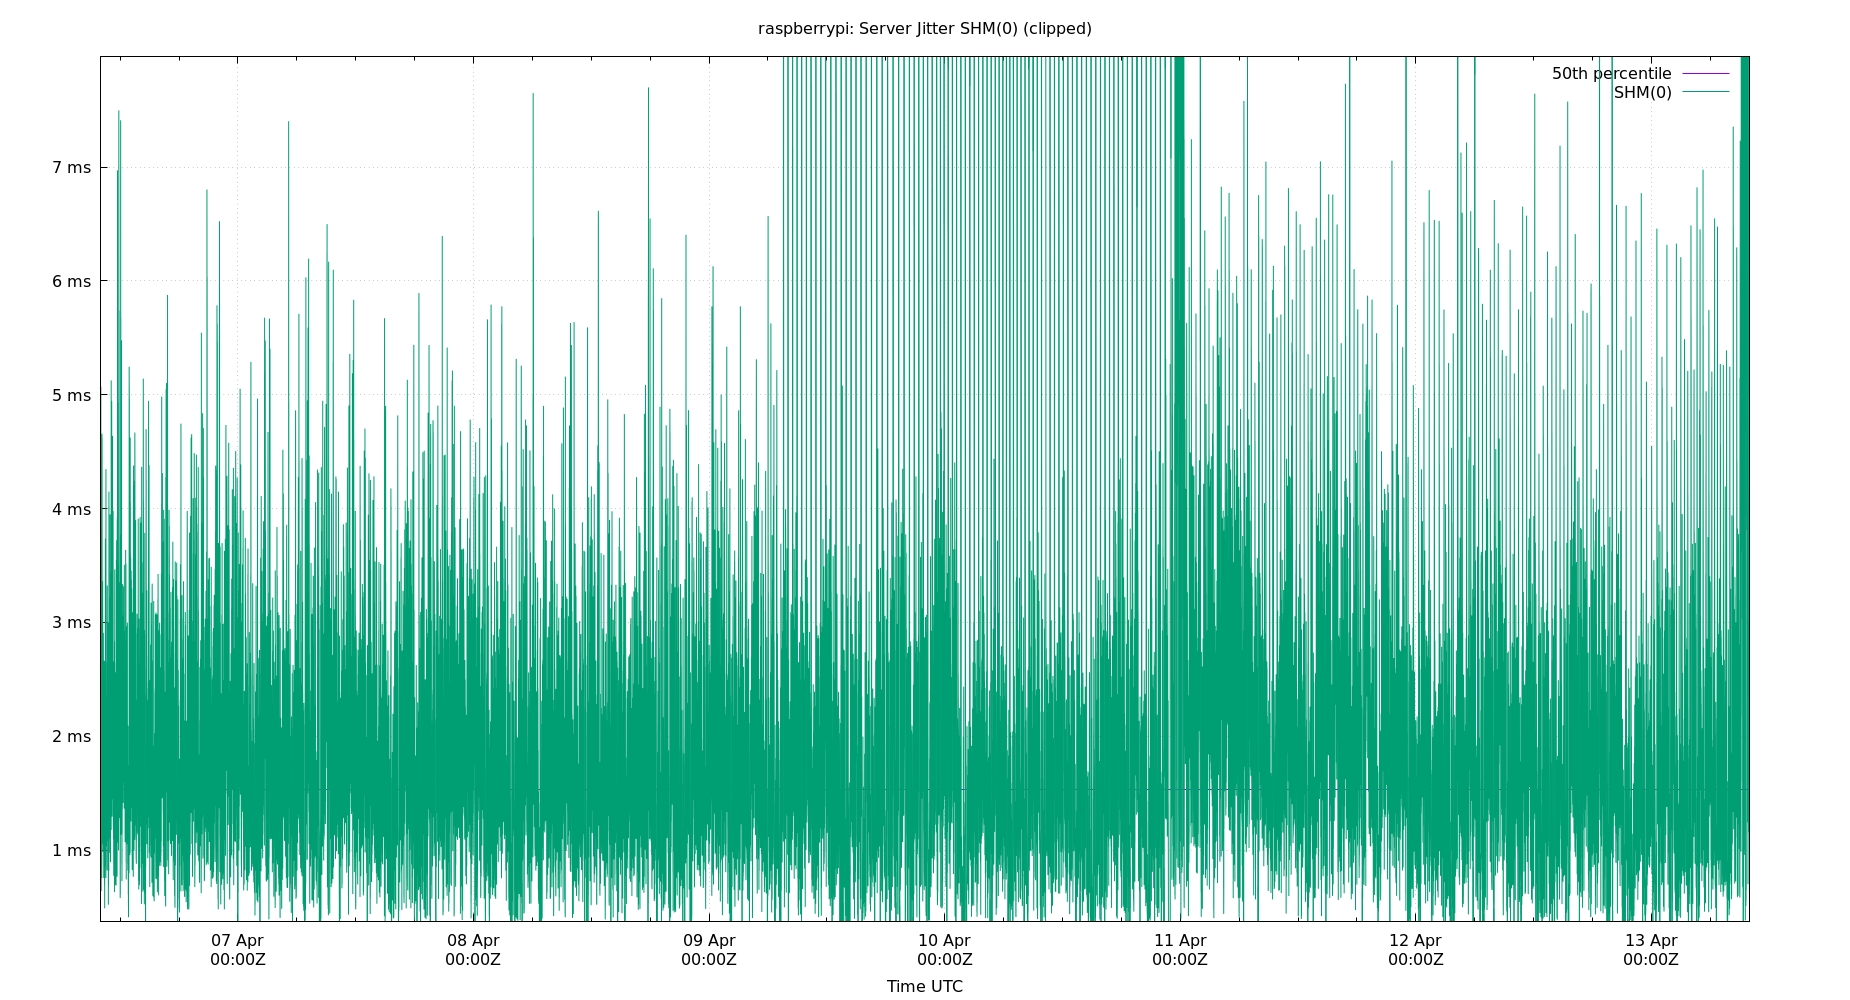 raspberrypi: Server Jitter SHM(0) (clipped)
50th percentile
SHM(0)
7 ms
6 ms
5 ms
4 ms
3 ms
2 ms
1 ms
07 Apr 08 Apr 09 Apr 10 Apr 11 Apr 12 Apr 13 Apr
00:00Z 00:00Z 00:00Z 00:00Z 00:00Z 00:00Z 00:00Z
Time UTC